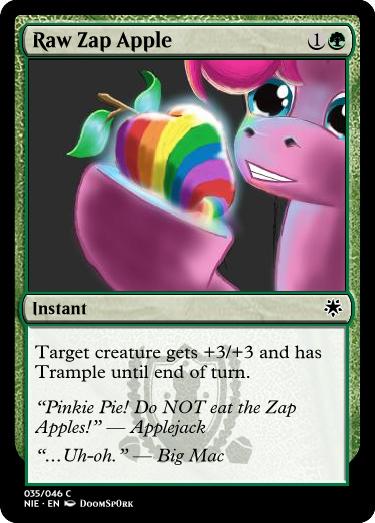 Raw Zap Apple 1
Instant
Target creature gets +3/+3 and has
Trample until end of turn.
“Pinkie Pie! Do NOT eat the Zap
Apples!” — Applejack
“…Uh-oh.” — Big Mac
035/046 C
NIE · EN DoomSp0rk